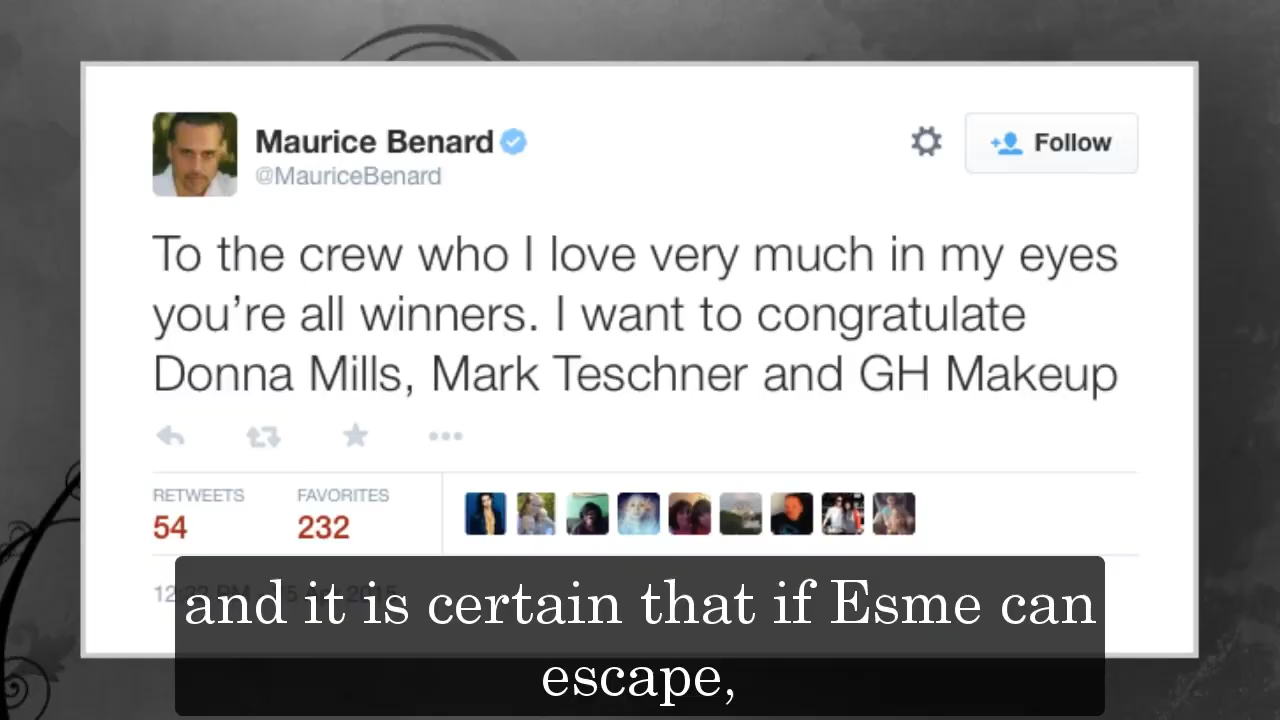 Maurice Benard
@MauriceBenard
Follow
To the crew who I love very much in my eyes
you're all winners. I want to congratulate
Donna Mills, Mark Teschner and GH Makeup
RETWEETS
FAVORITES
54
232
and it is certain that if Esme can
escape,